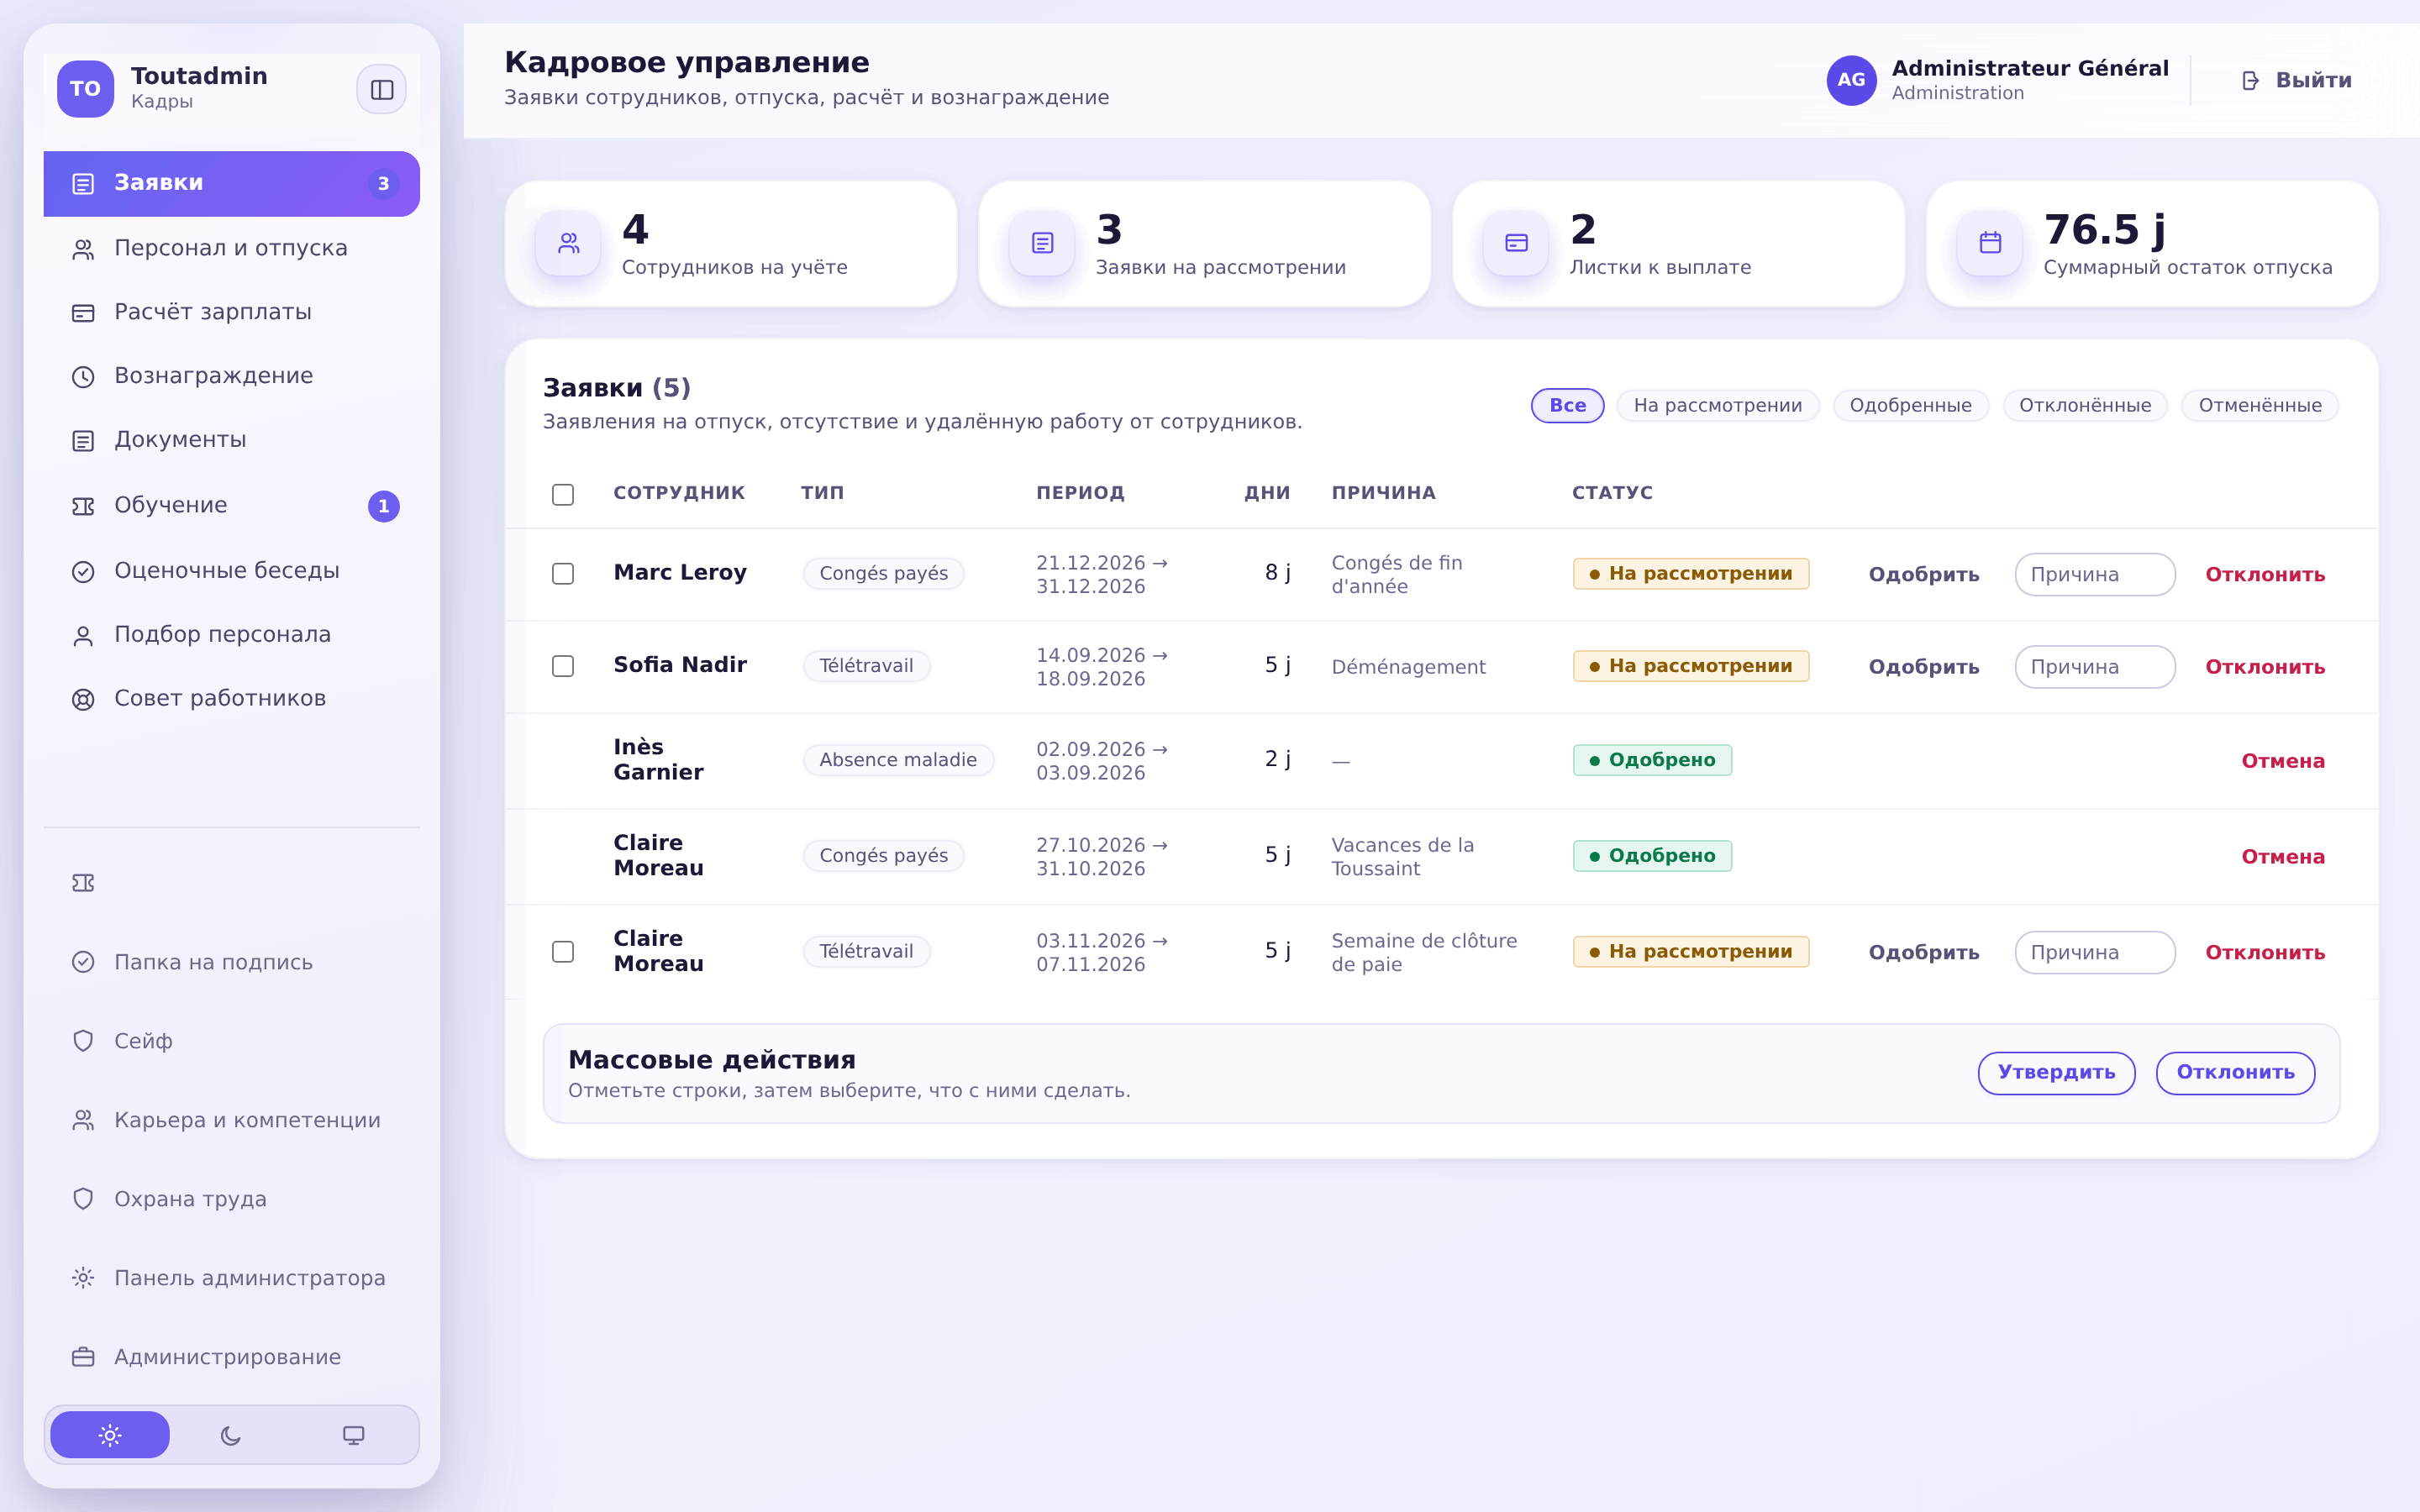 TO
Toutadmin
Кадры
Заявки
3
Персонал и отпуска
Расчёт зарплаты
Вознаграждение
Документы
Обучение
1
Оценочные беседы
Подбор персонала
Совет работников
Папка на подпись
Сейф
Карьера и компетенции
Охрана труда
Панель администратора
Администрирование
Кадровое управление
Заявки сотрудников, отпуска, расчёт и вознаграждение
AG
Administrateur Général
Administration
Выйти
4
Сотрудников на учёте
3
Заявки на рассмотрении
2
Листки к выплате
76.5 j
Суммарный остаток отпуска
Заявки (5)
Заявления на отпуск, отсутствие и удалённую работу от сотрудников.
Все
На рассмотрении
Одобренные
Отклонённые
Отменённые
СОТРУДНИК
ТИП
ПЕРИОД
ДНИ
ПРИЧИНА
СТАТУС
Marc Leroy
Congés payés
21.12.2026 →
31.12.2026
8 j
Congés de fin
d'année
На рассмотрении
Одобрить
Причина
Отклонить
Sofia Nadir
Télétravail
14.09.2026 →
18.09.2026
5 j
Déménagement
На рассмотрении
Одобрить
Причина
Отклонить
Inès
Garnier
Absence maladie
02.09.2026 →
03.09.2026
2 j
—
Одобрено
Отмена
Claire
Moreau
Congés payés
27.10.2026 →
31.10.2026
5 j
Vacances de la
Toussaint
Одобрено
Отмена
Claire
Moreau
Télétravail
03.11.2026 →
07.11.2026
5 j
Semaine de clôture
de paie
На рассмотрении
Одобрить
Причина
Отклонить
Массовые действия
Отметьте строки, затем выберите, что с ними сделать.
Утвердить
Отклонить